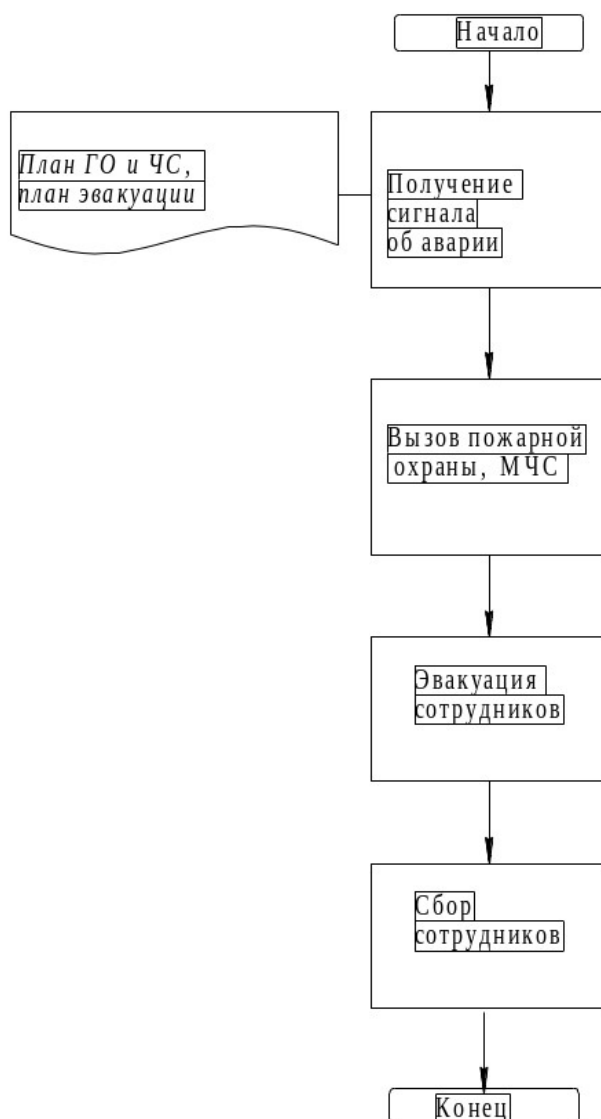 Начало
План ГО и ЧС,
план эвакуации
Получение
сигнала
об аварии
Вызов пожарной
охраны, МЧС
Эвакуация
сотрудников
Сбор
сотрудников
Конец